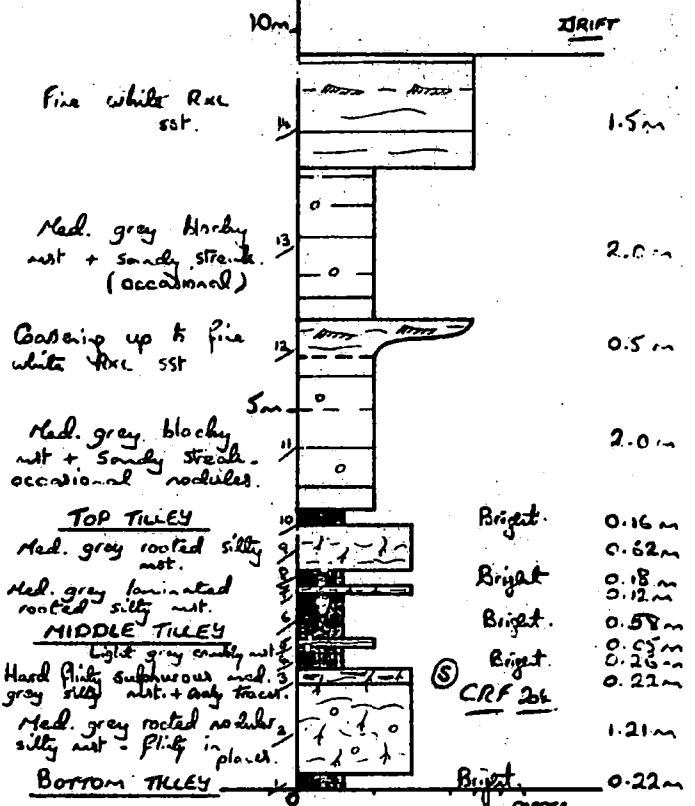 10m DRIFT
Fine white Rxl
sst.
14
1.5m
Med. grey blocky
mst + sandy streak.
(occasional)
13
2.0m
Coarsening up to fine
white Rxl sst
12
0.5m
5m
Med. grey blocky
mst + sandy streak.
occasional nodules.
11
2.0m
TOP TILLEY
10
Bright.
0.16m
Med. grey rooted silty
mst.
9
0.62m
8
Bright
0.18m
Med. grey laminated
rooted silty mst.
7
0.12m
6
Bright.
0.58m
MIDDLE TILLEY
Light grey crumbly mst
5
0.05m
4
Bright.
0.26m
Hard flinty sulphurous med.
grey silty mst. + coaly traces.
3
0.22m
S
CRF
Med. grey rooted nodular
silty mst - flinty in
places.
2
1.21m
BOTTOM TILLEY
1
Bright.
0.22m
0